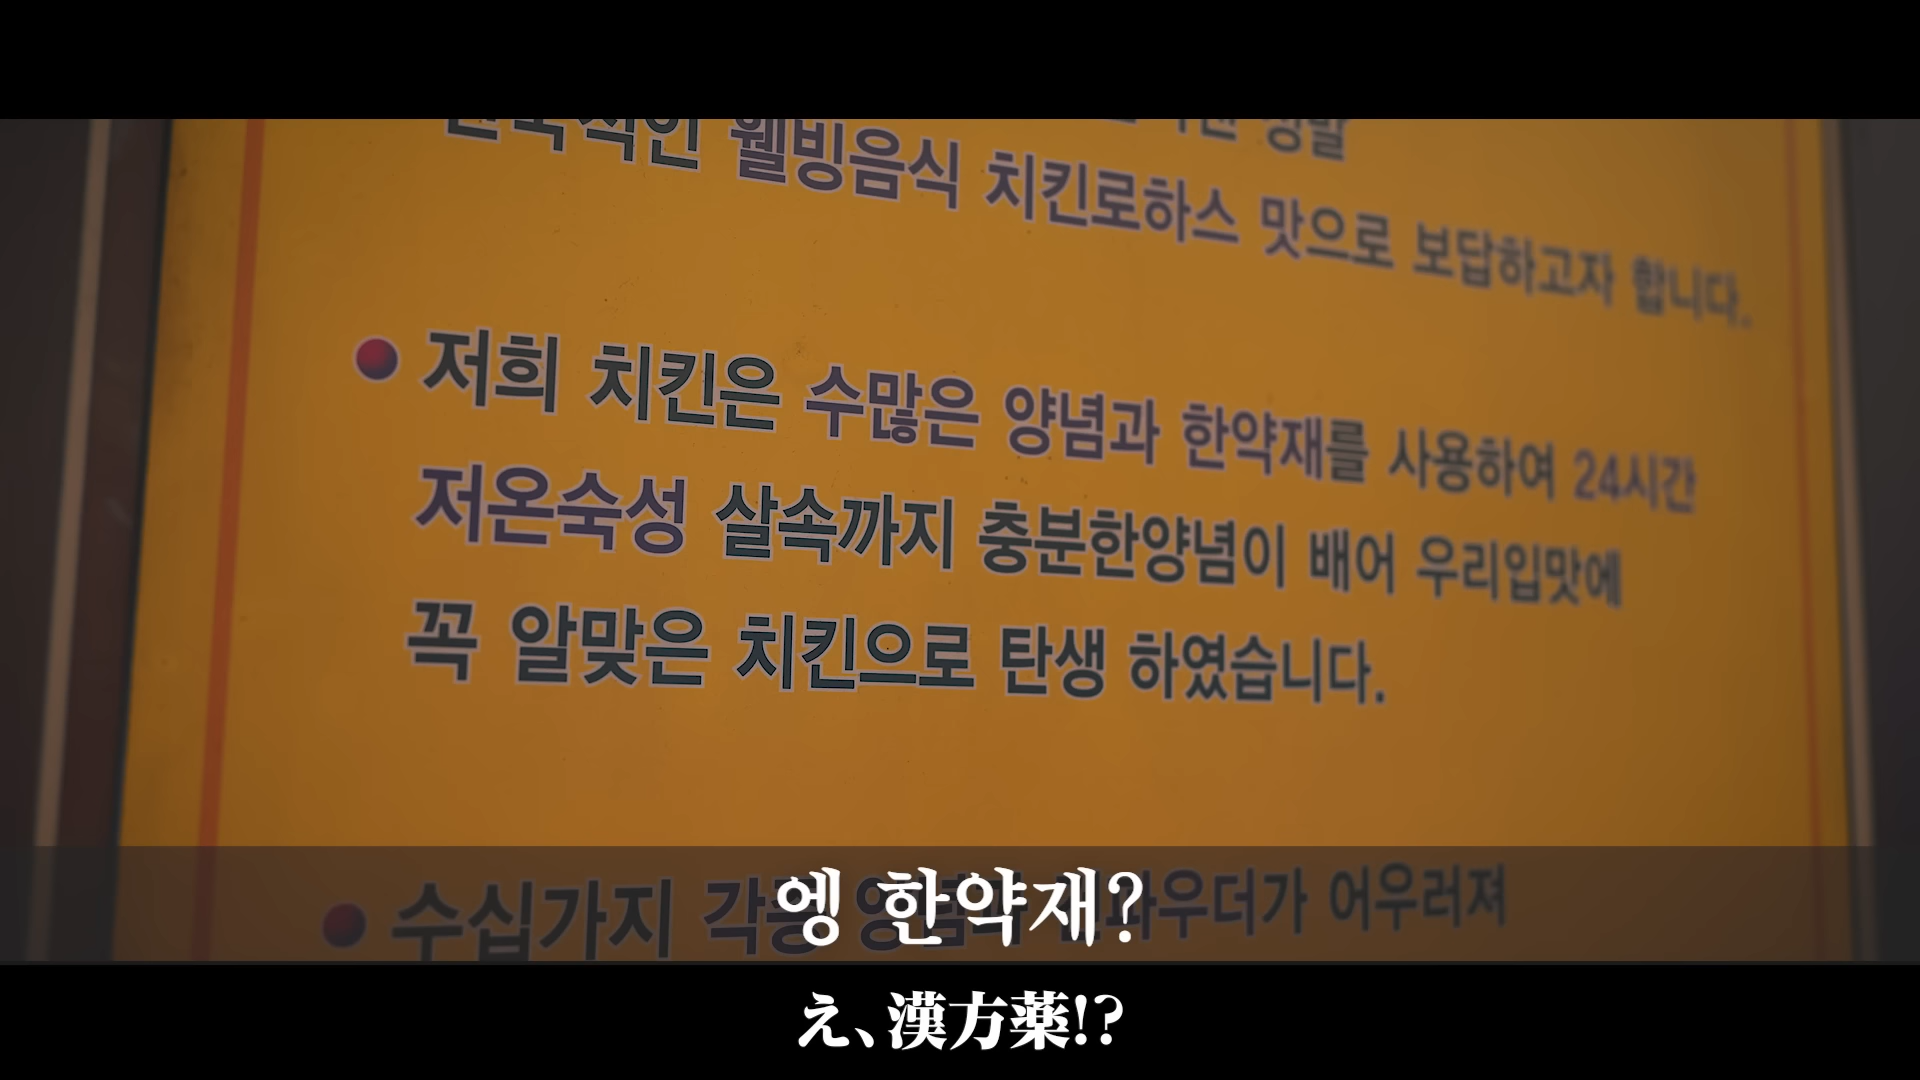 웰빙음식 치킨로하스 맛으로 보답하고자 합니다.
저희 치킨은 수많은 양념과 한약재를 사용하여 24시간
저온숙성 살속까지 충분한양념이 배어 우리입맛에
꼭 알맞은 치킨으로 탄생 하였습니다.
수십가지 각종 어우러져
엥 한약재?
え、漢方薬!?